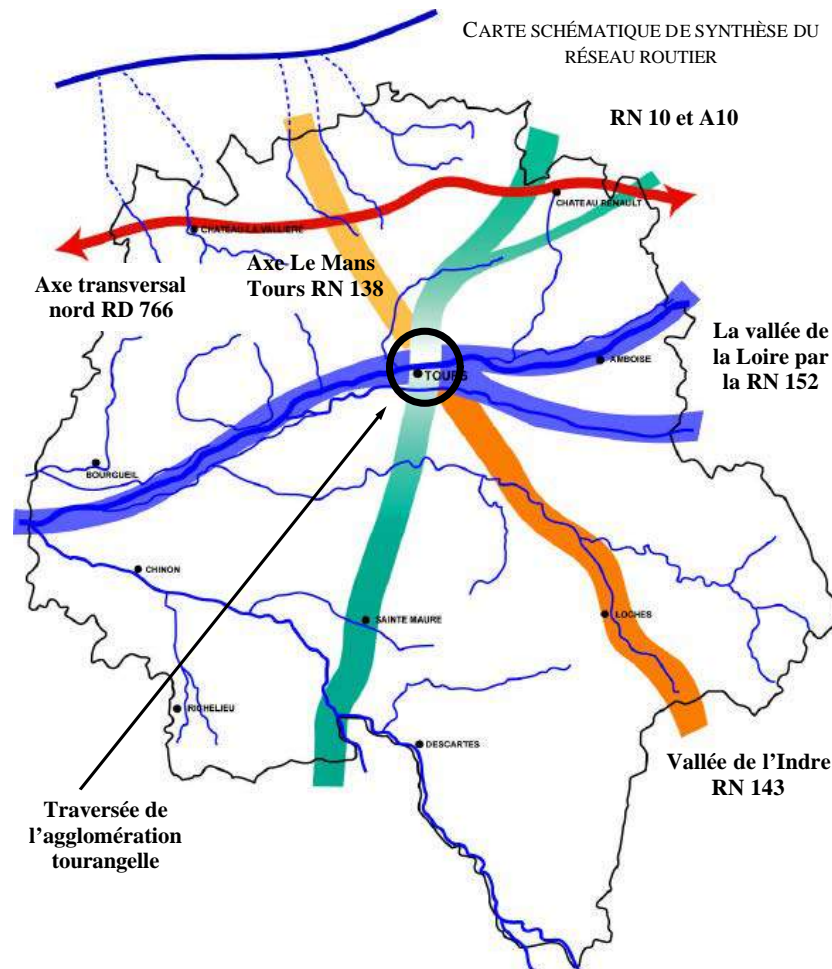 CARTE SCHÉMATIQUE DE SYNTHÈSE DU
RÉSEAU ROUTIER
RN 10 et A10
CHATEAU RENAULT
CHATEAU LA VALLIERE
Axe transversal
nord RD 766
Axe Le Mans
Tours RN 138
La vallée de
la Loire par
la RN 152
AMBOISE
TOURS
BOURGUEIL
CHINON
SAINTE MAURE
LOCHES
RICHELIEU
DESCARTES
Vallée de l'Indre
RN 143
Traversée de
l'agglomération
tourangelle